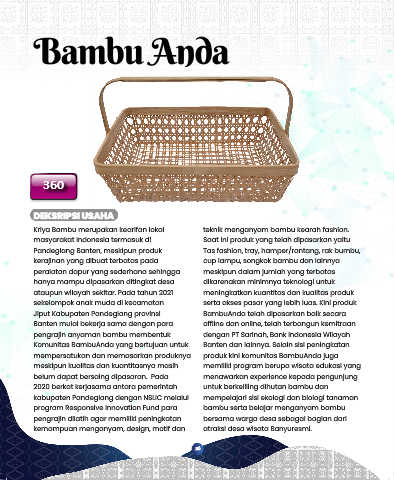 Bambu Anda
360
DEKSRIPSI USAHA
Kriya Bambu merupakan kearifan lokal
masyarakat Indonesia termasuk di
Pandeglang Banten, meskipun produk
kerajinan yang dibuat terbatas pada
peralatan dapur yang sederhana sehingga
hanya mampu dipasarkan ditingkat desa
ataupun wilayah sekitar. Pada tahun 2021
sekelompok anak muda di kecamatan
Jiput Kabupaten Pandeglang provinsi
Banten mulai bekerja sama dengan para
pengrajin anyaman bambu membentuk
Komunitas BambuAnda yang bertujuan untuk
mempersatukan dan memasarkan produknya
meskipun kualitas dan kuantitasnya masih
belum dapat bersaing dipasaran.  Pada
2020 berkat kerjasama antara pemerintah
kabupaten Pandeglang dengan NSLIC melalui
program Responsive Innovation Fund para
pengrajin dilatih agar memiliki peningkatan
kemampuan menganyam, design, motif dan
teknik menganyam bambu kearah fashion.
Saat ini produk yang telah dipasarkan yaitu
Tas fashion, tray, hamper/rantang, rak bumbu,
cup lampu, songkok bambu dan lainnya
meskipun dalam jumlah yang terbatas
dikarenakan minimnya teknologi untuk
meningkatkan kuantitas dan kualitas produk
serta akses pasar yang lebih luas. Kini produk
BambuAnda telah dipasarkan baik secara
offline dan online, telah terbangun kemitraan
dengan PT Sarinah, Bank Indonesia Wilayah
Banten dan lainnya. Selain sisi peningkatan
produk kini komunitas BambuAnda juga
memiliki program berupa wisata edukasi yang
menawarkan experience kepada pengunjung
untuk berkeliling dihutan bambu dan
mempelajari sisi ekologi dan biologi tanaman
bambu serta belajar menganyam bambu
bersama warga desa sebagai bagian dari
atraksi desa wisata Banyuresmi.